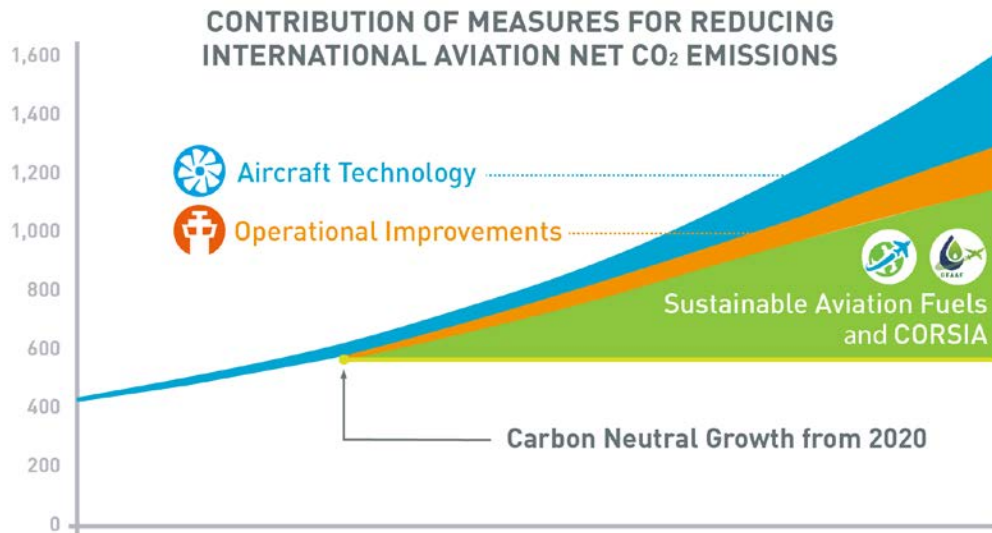 CONTRIBUTION OF MEASURES FOR REDUCING
INTERNATIONAL AVIATION NET CO₂ EMISSIONS
1,600
1,400
1,200
1,000
800
600
400
200
0
Aircraft Technology
Operational Improvements
Sustainable Aviation Fuels
and CORSIA
Carbon Neutral Growth from 2020